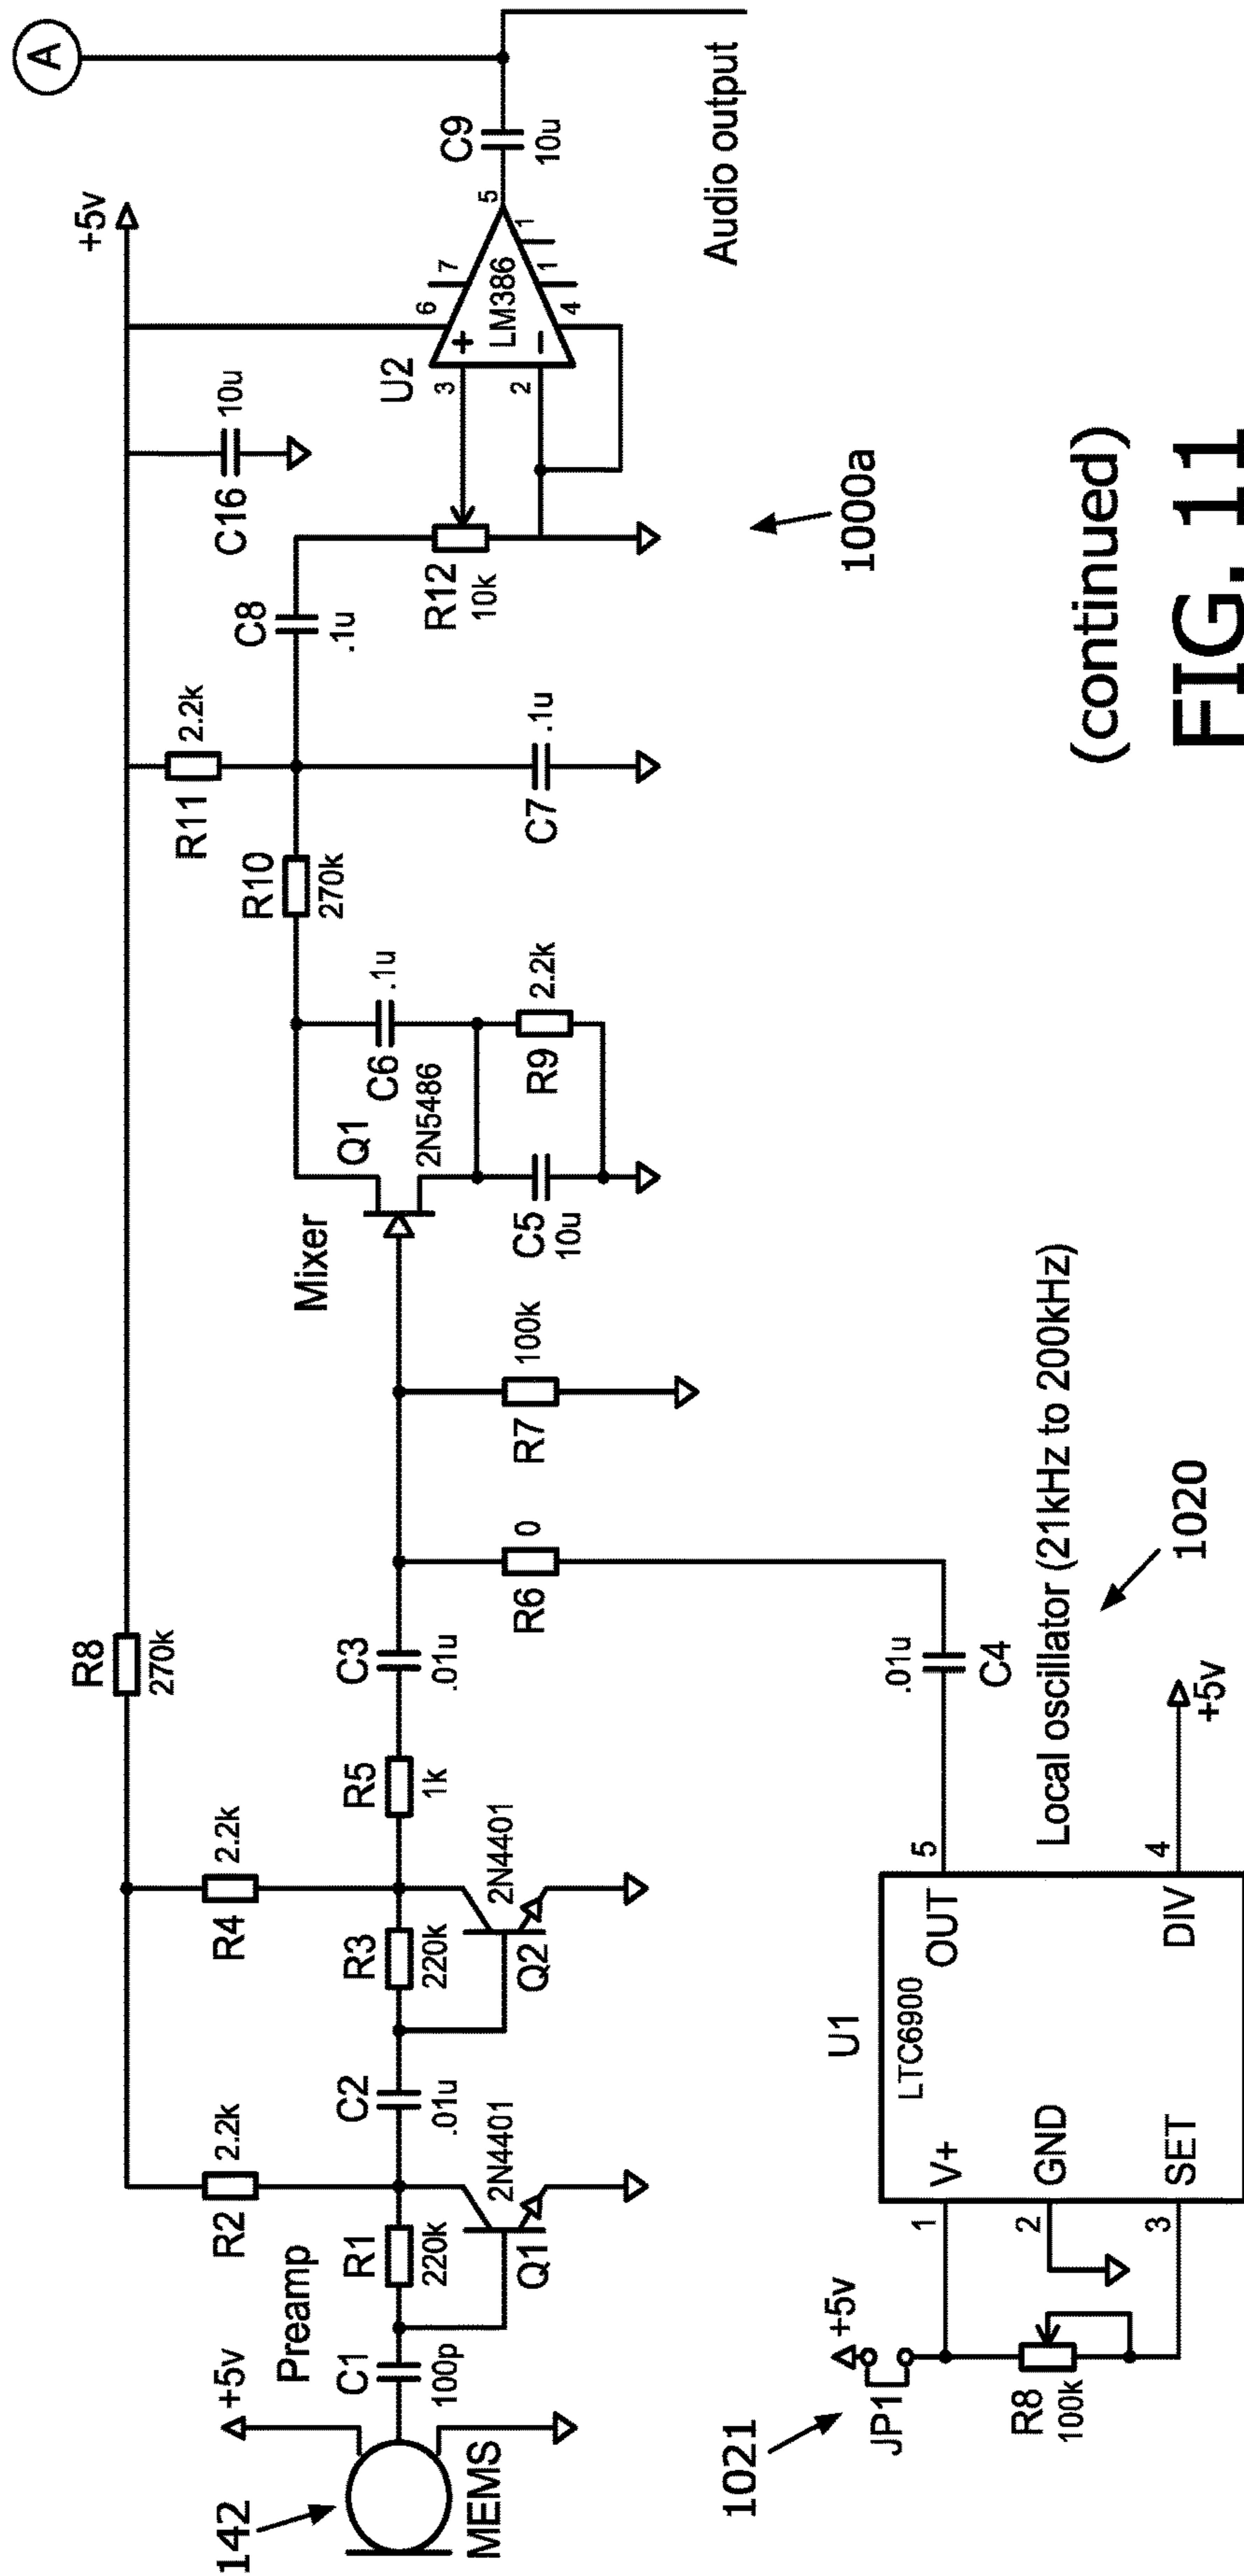 A
+5v
C16
10u
R8
270k
R11
2.2k
C8
.1u
R12
10k
U2
LM386
+
−
3
2
6
7
5
1
1
4
C9
10u
Audio output
142
MEMS
+5v
Preamp
C1
100p
R1
220k
R2
2.2k
Q1
2N4401
C2
.01u
R3
220k
R4
2.2k
Q2
2N4401
R5
1k
C3
.01u
R6
0
R7
100k
Mixer
Q1
2N5486
C5
10u
C6
.1u
R9
2.2k
R10
270k
C7
.1u
1000a
1021
JP1
+5v
R8
100k
U1
LTC6900
V+
GND
SET
OUT
DIV
1
2
3
5
4
.01u
C4
+5v
Local oscillator (21kHz to 200kHz)
1020
(continued)
FIG. 11